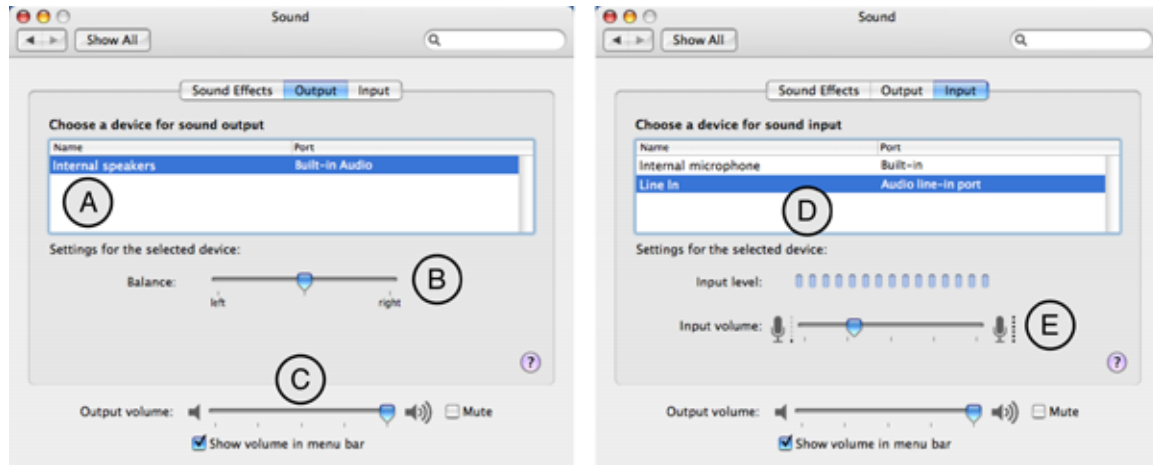 Sound
Show All
Sound Effects Output Input
Choose a device for sound output
Name Port
Internal speakers Built-in Audio
A
Settings for the selected device:
Balance:
left right
B
C
?
Output volume: Mute
Show volume in menu bar
Sound
Show All
Sound Effects Output Input
Choose a device for sound input
Name Port
Internal microphone Built-in
Line In Audio line-in port
D
Settings for the selected device:
Input level:
Input volume:
E
?
Output volume: Mute
Show volume in menu bar